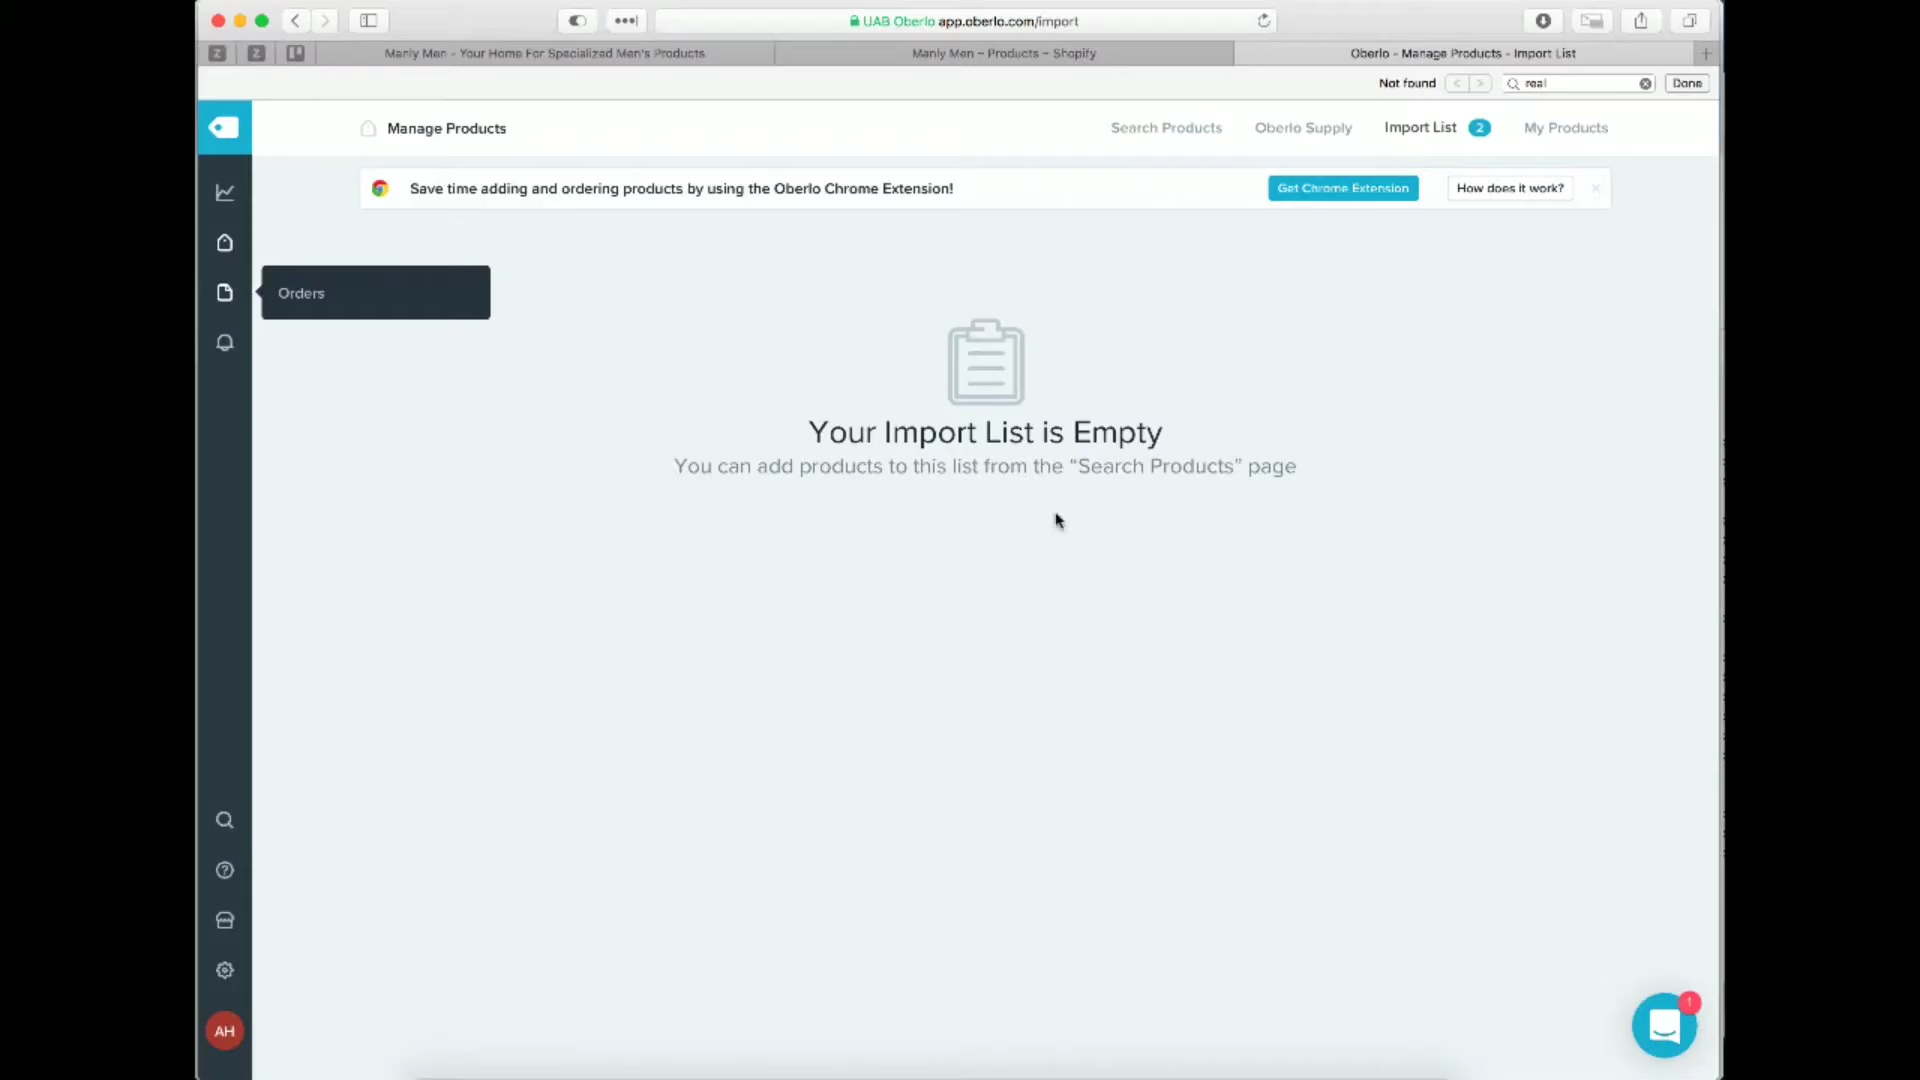 UAB Oberlo app.oberlo.com/import
Z
Z
Manly Men - Your Home For Specialized Men's Products
Manly Men – Products – Shopify
Oberlo - Manage Products - Import List
Not found
real
Done
Manage Products
Search Products
Oberlo Supply
Import List 2
My Products
Save time adding and ordering products by using the Oberlo Chrome Extension!
Get Chrome Extension
How does it work?
Orders
Your Import List is Empty
You can add products to this list from the “Search Products” page
AH
1